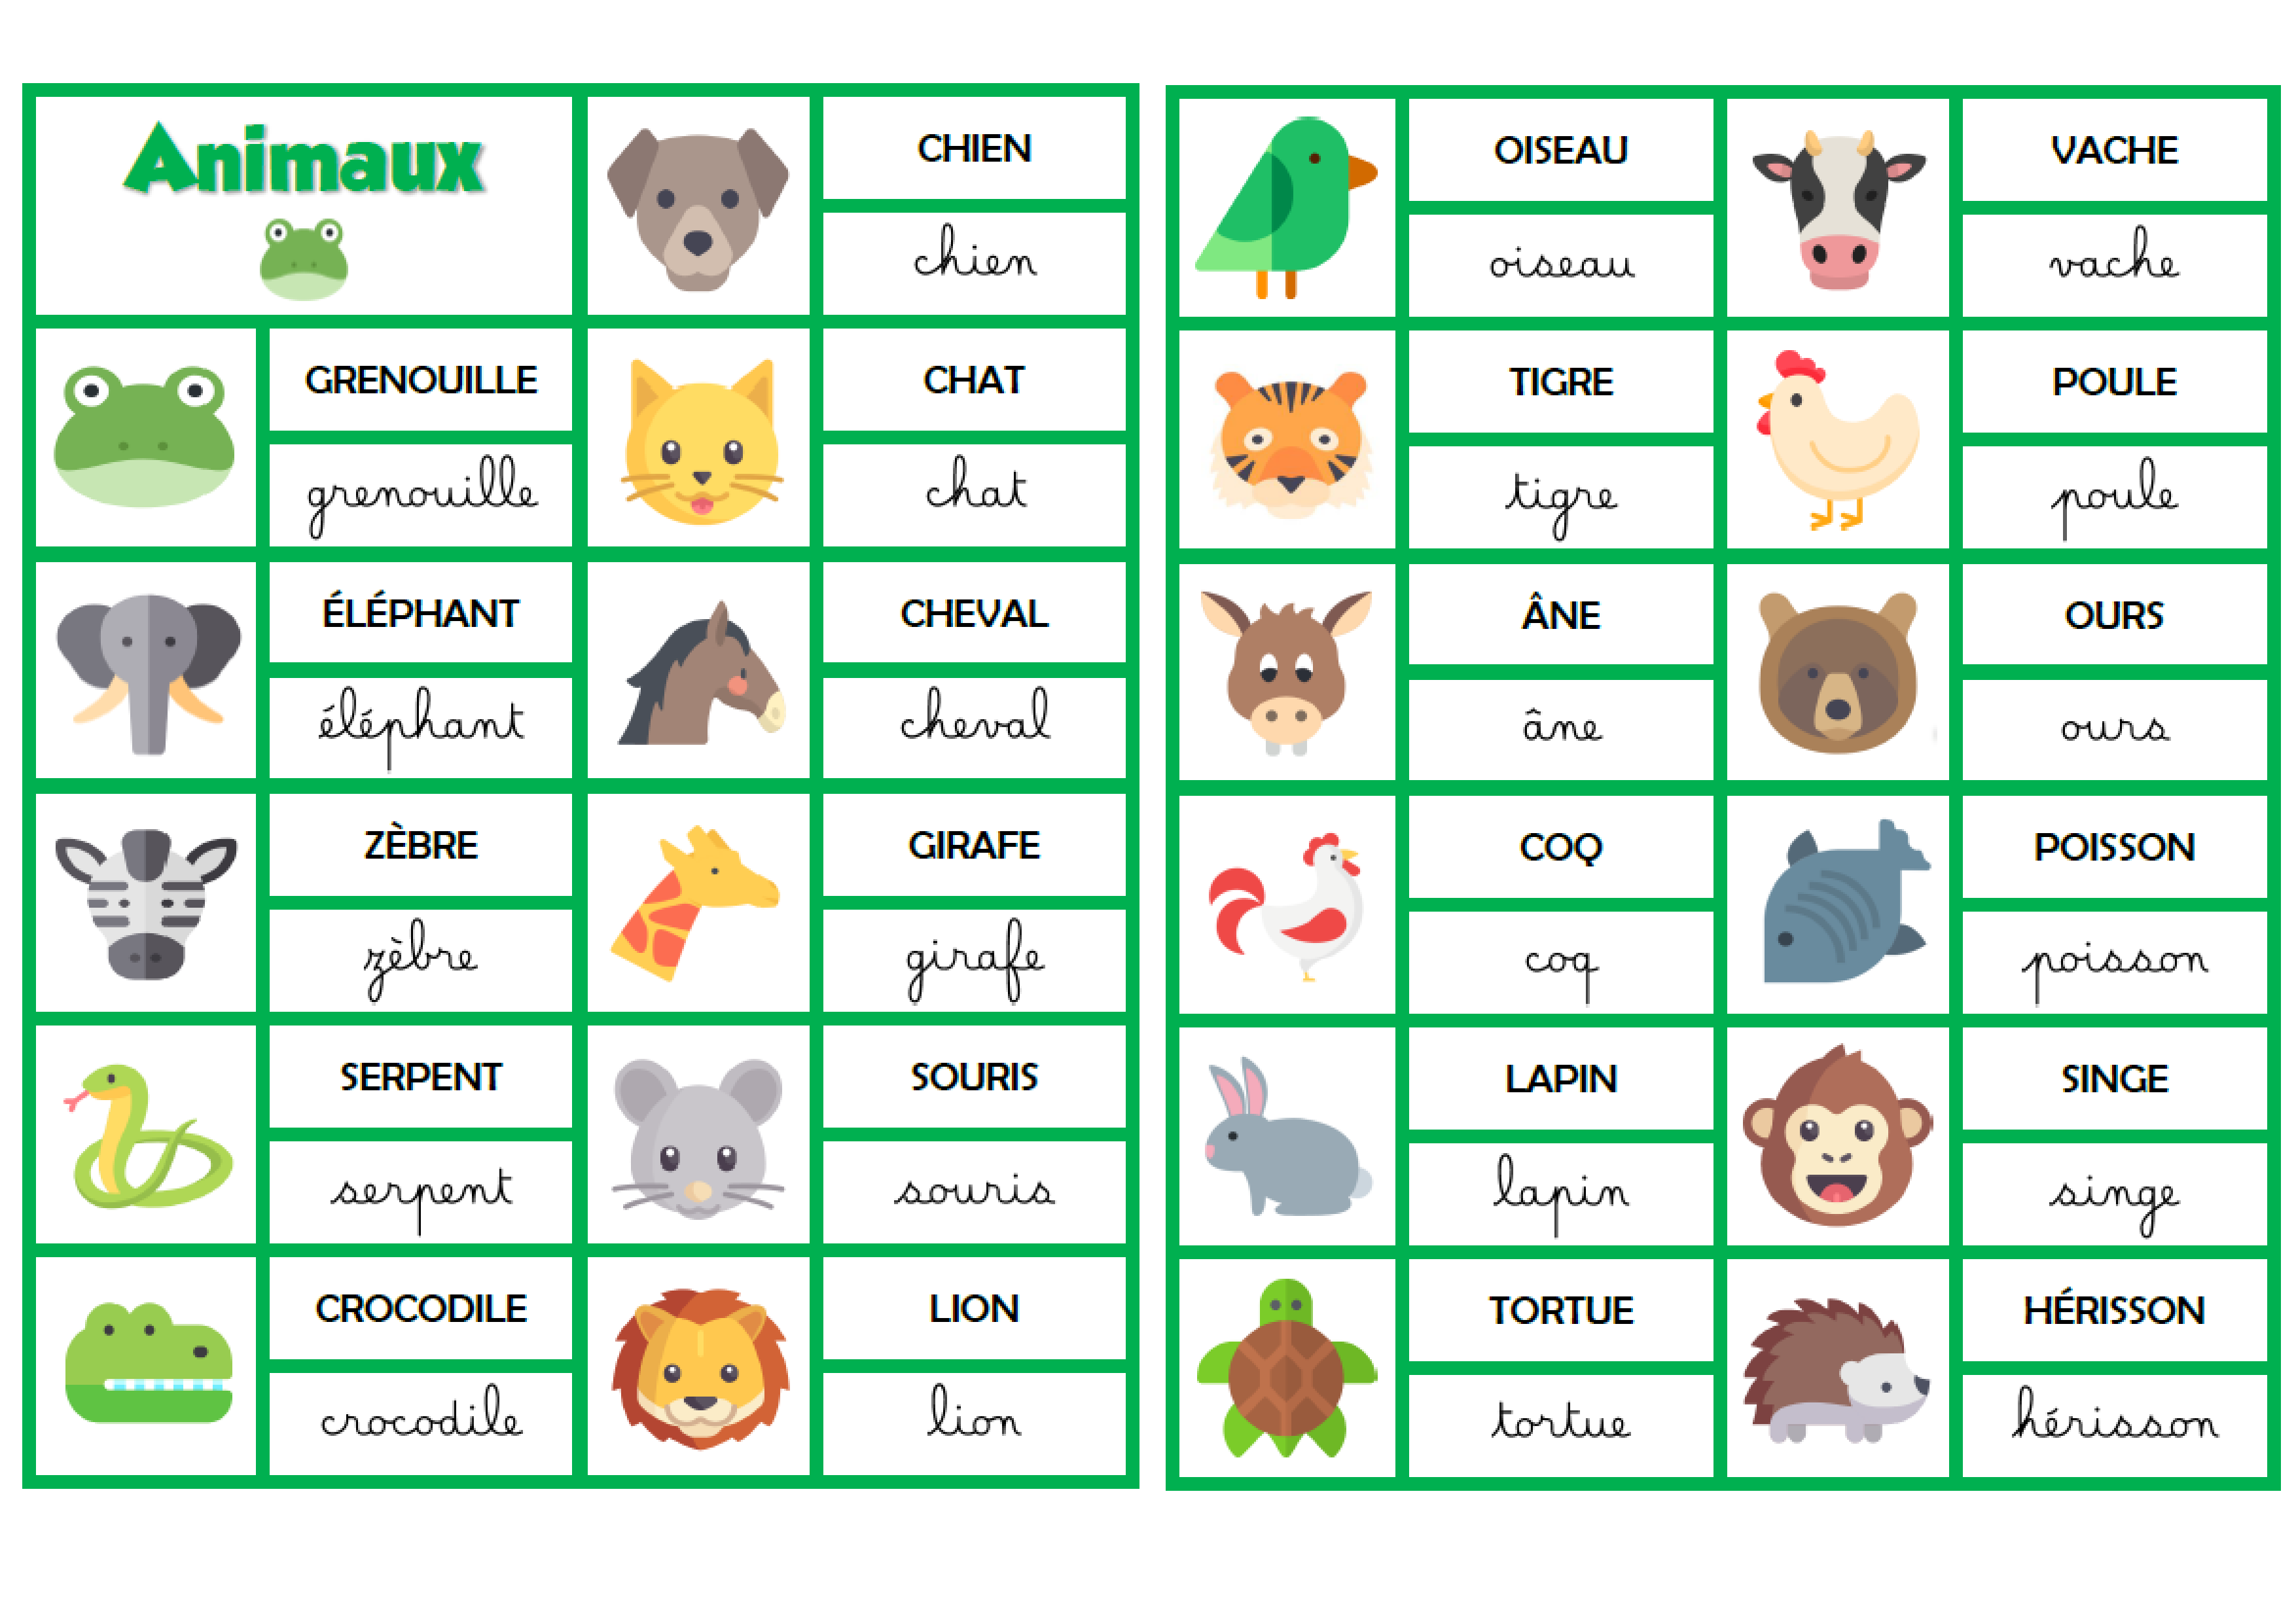 Animaux
CHIEN
chien
GRENOUILLE
grenouille
CHAT
chat
ÉLÉPHANT
éléphant
CHEVAL
cheval
ZÈBRE
zèbre
GIRAFE
girafe
SERPENT
serpent
SOURIS
souris
CROCODILE
crocodile
LION
lion
OISEAU
oiseau
VACHE
vache
TIGRE
tigre
POULE
poule
ÂNE
âne
OURS
ours
COQ
coq
POISSON
poisson
LAPIN
lapin
SINGE
singe
TORTUE
tortue
HÉRISSON
hérisson